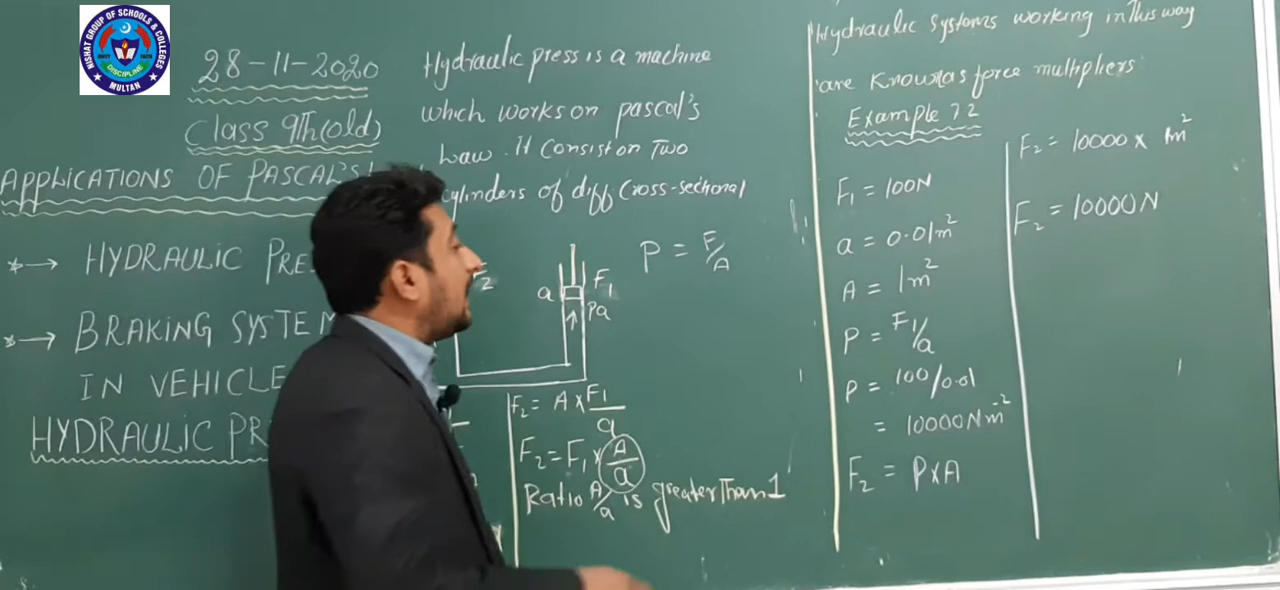 NISHAT GROUP OF SCHOOLS & COLLEGES
UNITY
FAITH
DISCIPLINE
MULTAN
28-11-2020
Class 9Th(old)
APPLICATIONS OF PASCAL'S
*→ HYDRAULIC PRE
*→ BRAKING SYSTEM
IN VEHICLE
HYDRAULIC PR
Hydraulic press is a machine
which works on pascal's
Law. It Consist on Two
cylinders of diff Cross-sectional
F2
a
F1
Pa
P = F/A
F2 = A x F1/a
F2 = F1 x A/a
Ratio A/a is greater Than 1
Hydraulic systems working in this way
are Known as force multipliers
Example 7.2
F1 = 100N
a = 0.01m²
A = 1m²
P = F1/a
P = 100/0.01
= 10000Nm⁻²
F2 = PxA
F2 = 10000 x 1m²
F2 = 10000N